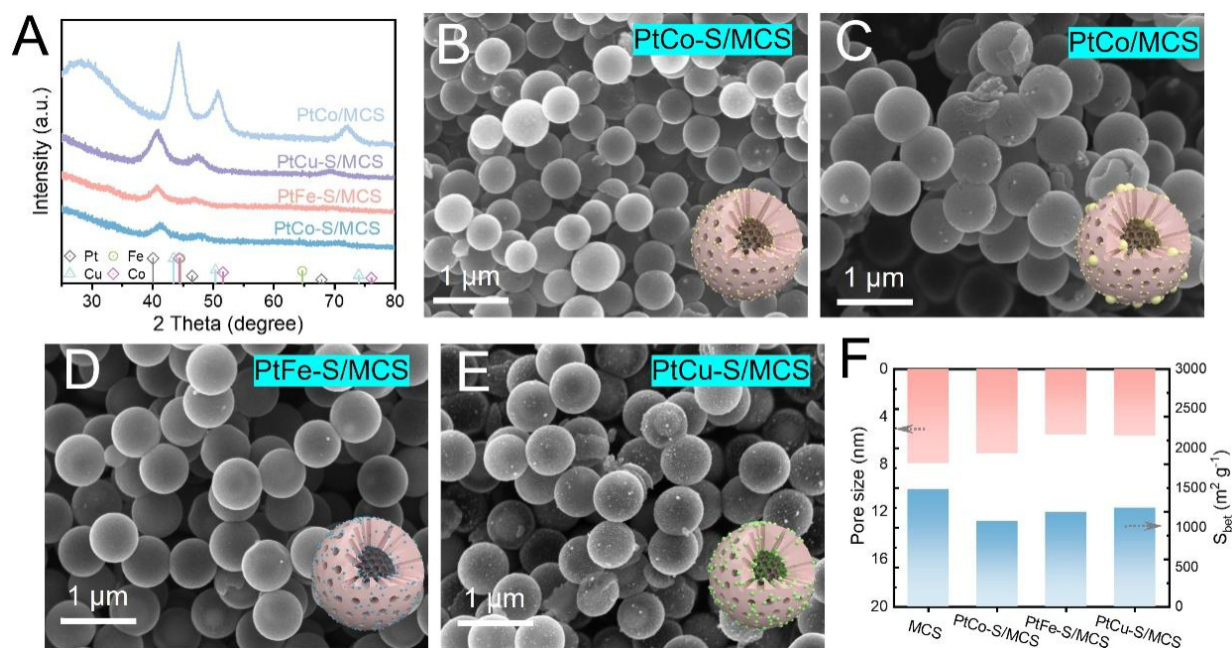 A
Intensity (a.u.)
PtCo/MCS
PtCu-S/MCS
PtFe-S/MCS
PtCo-S/MCS
Pt Fe
Cu Co
30 40 50 60 70 80
2 Theta (degree)
B
PtCo-S/MCS
1 μm
C
PtCo/MCS
1 μm
D
PtFe-S/MCS
1 μm
E
PtCu-S/MCS
1 μm
F
Pore size (nm)
0
4
8
12
16
20
3000
2500
2000
1500
1000
500
0
S_bet (m² g⁻¹)
MCS PtCo-S/MCS PtFe-S/MCS PtCu-S/MCS